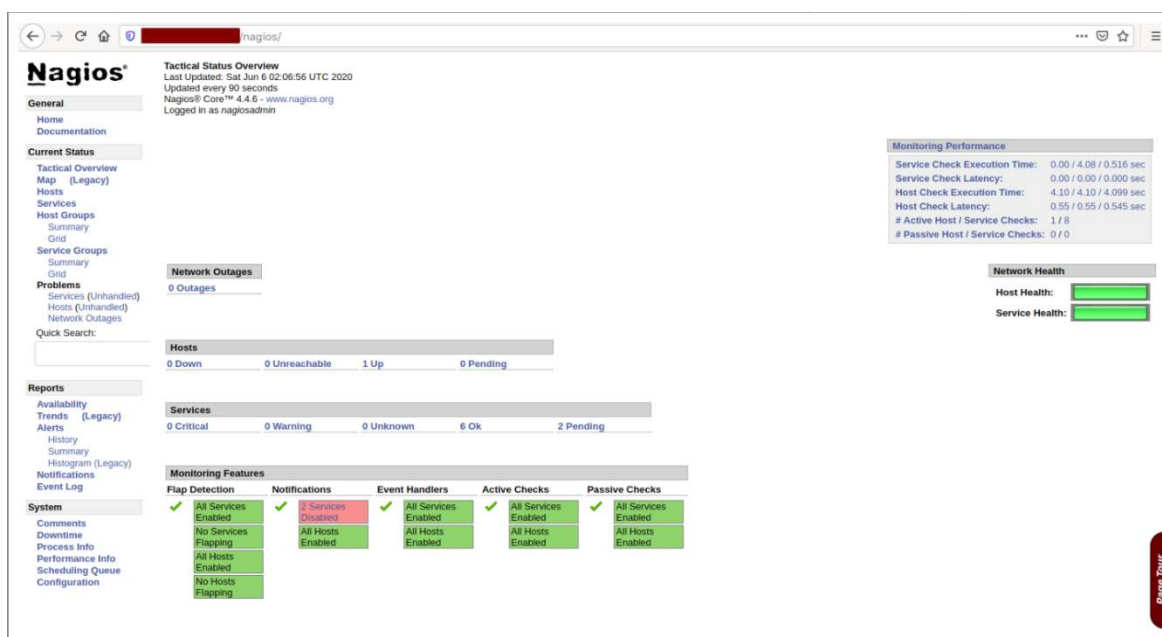 /nagios/
Nagios®
General
Home
Documentation
Current Status
Tactical Overview
Map (Legacy)
Hosts
Services
Host Groups
Summary
Grid
Service Groups
Summary
Grid
Problems
Services (Unhandled)
Hosts (Unhandled)
Network Outages
Quick Search:
Reports
Availability
Trends (Legacy)
Alerts
History
Summary
Histogram (Legacy)
Notifications
Event Log
System
Comments
Downtime
Process Info
Performance Info
Scheduling Queue
Configuration
Tactical Status Overview
Last Updated: Sat Jun 6 02:06:56 UTC 2020
Updated every 90 seconds
Nagios® Core™ 4.4.6 - www.nagios.org
Logged in as nagiosadmin
Monitoring Performance
Service Check Execution Time: 0.00 / 4.08 / 0.516 sec
Service Check Latency: 0.00 / 0.00 / 0.000 sec
Host Check Execution Time: 4.10 / 4.10 / 4.099 sec
Host Check Latency: 0.55 / 0.55 / 0.545 sec
# Active Host / Service Checks: 1 / 8
# Passive Host / Service Checks: 0 / 0
Network Outages
0 Outages
Network Health
Host Health:
Service Health:
Hosts
0 Down 0 Unreachable 1 Up 0 Pending
Services
0 Critical 0 Warning 0 Unknown 6 Ok 2 Pending
Monitoring Features
Flap Detection Notifications Event Handlers Active Checks Passive Checks
All Services 2 Services All Services All Services All Services
Enabled Disabled Enabled Enabled Enabled
No Services All Hosts All Hosts All Hosts All Hosts
Flapping Enabled Enabled Enabled Enabled
All Hosts
Enabled
No Hosts
Flapping
Page Tour